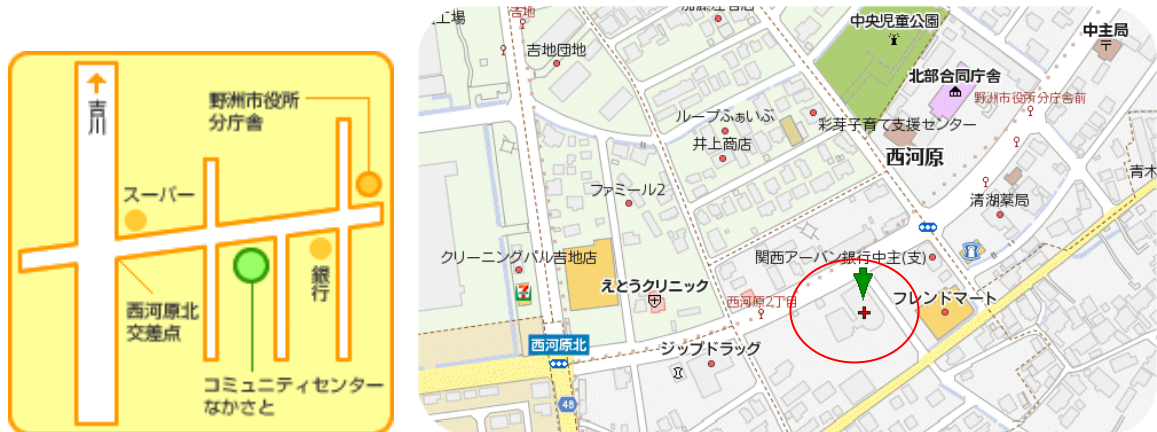 吉川
野洲市役所
分庁舎
スーパー
銀行
西河原北
交差点
コミュニティセンター
なかさと
工場
吉地
吉地団地
中央児童公園
中主局
北部合同庁舎
野洲市役所分庁舎前
ループふぁいぶ
井上商店
彩芽子育て支援センター
西河原
青木
ファミール2
清湖薬局
クリーニングパル吉地店
関西アーバン銀行中主(支)
えとうクリニック
西河原2丁目
フレンドマート
7
西河原北
ジップドラッグ
48